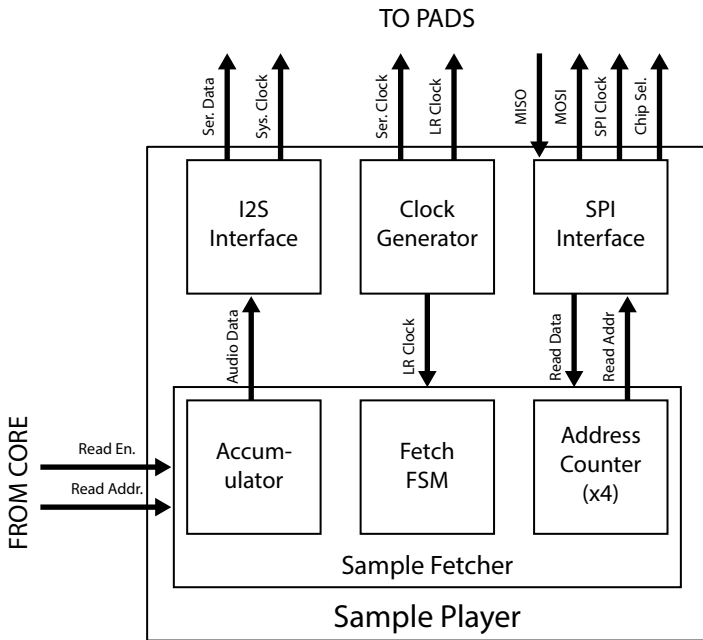 TO PADS
Ser. Data
Sys. Clock
Ser. Clock
LR Clock
MISO
MOSI
SPI Clock
Chip Sel.
I2S
Interface
Clock
Generator
SPI
Interface
Audio Data
LR Clock
Read Data
Read Addr
FROM CORE
Read En.
Read Addr.
Accum-
ulator
Fetch
FSM
Address
Counter
(x4)
Sample Fetcher
Sample Player